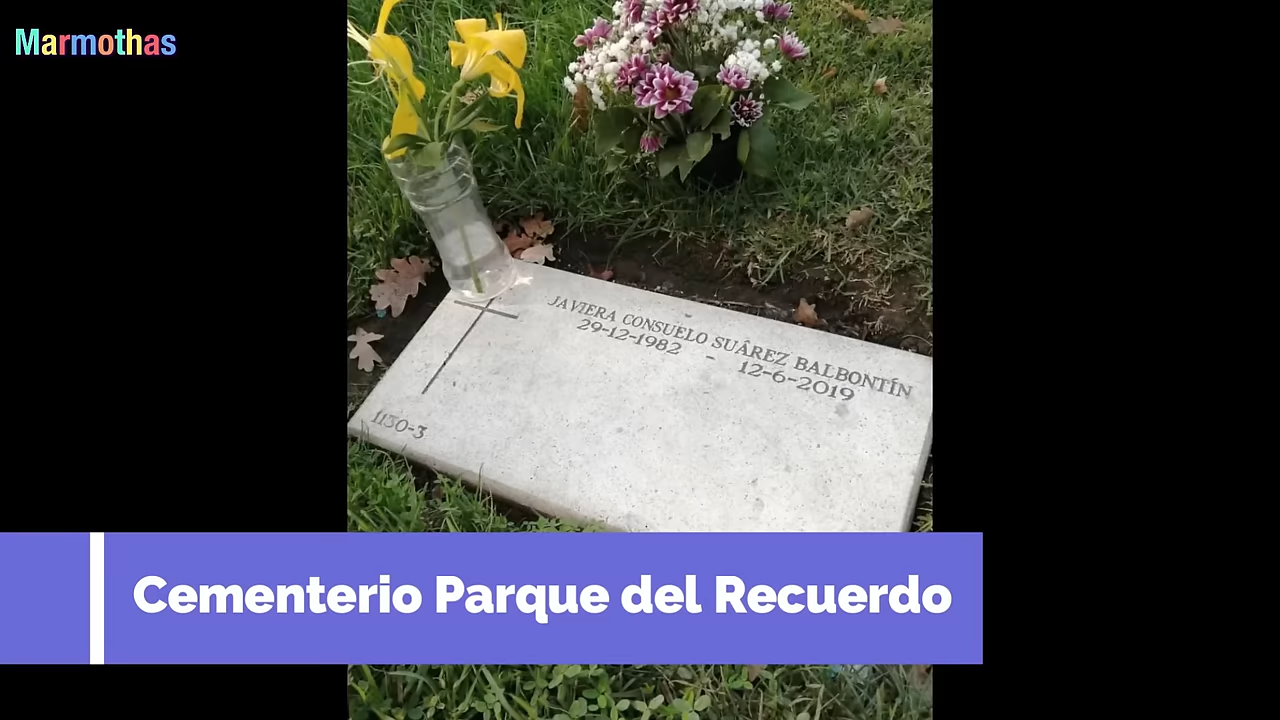 Marmothas
JAVIERA CONSUELO SUÁREZ BALBONTÍN
29-12-1982 - 12-6-2019
1130-3
Cementerio Parque del Recuerdo